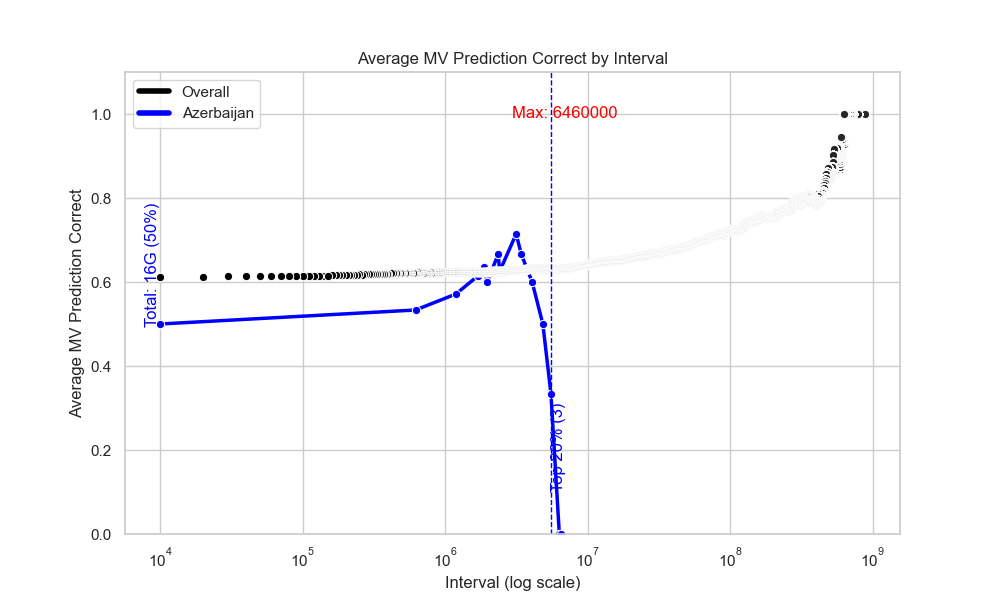 Average MV Prediction Correct by Interval
Overall
Azerbaijan
Max: 6460000
Total: 16G (50%)
Top 20% (3)
Average MV Prediction Correct
1.0
0.8
0.6
0.4
0.2
0.0
10^4
10^5
10^6
10^7
10^8
10^9
Interval (log scale)